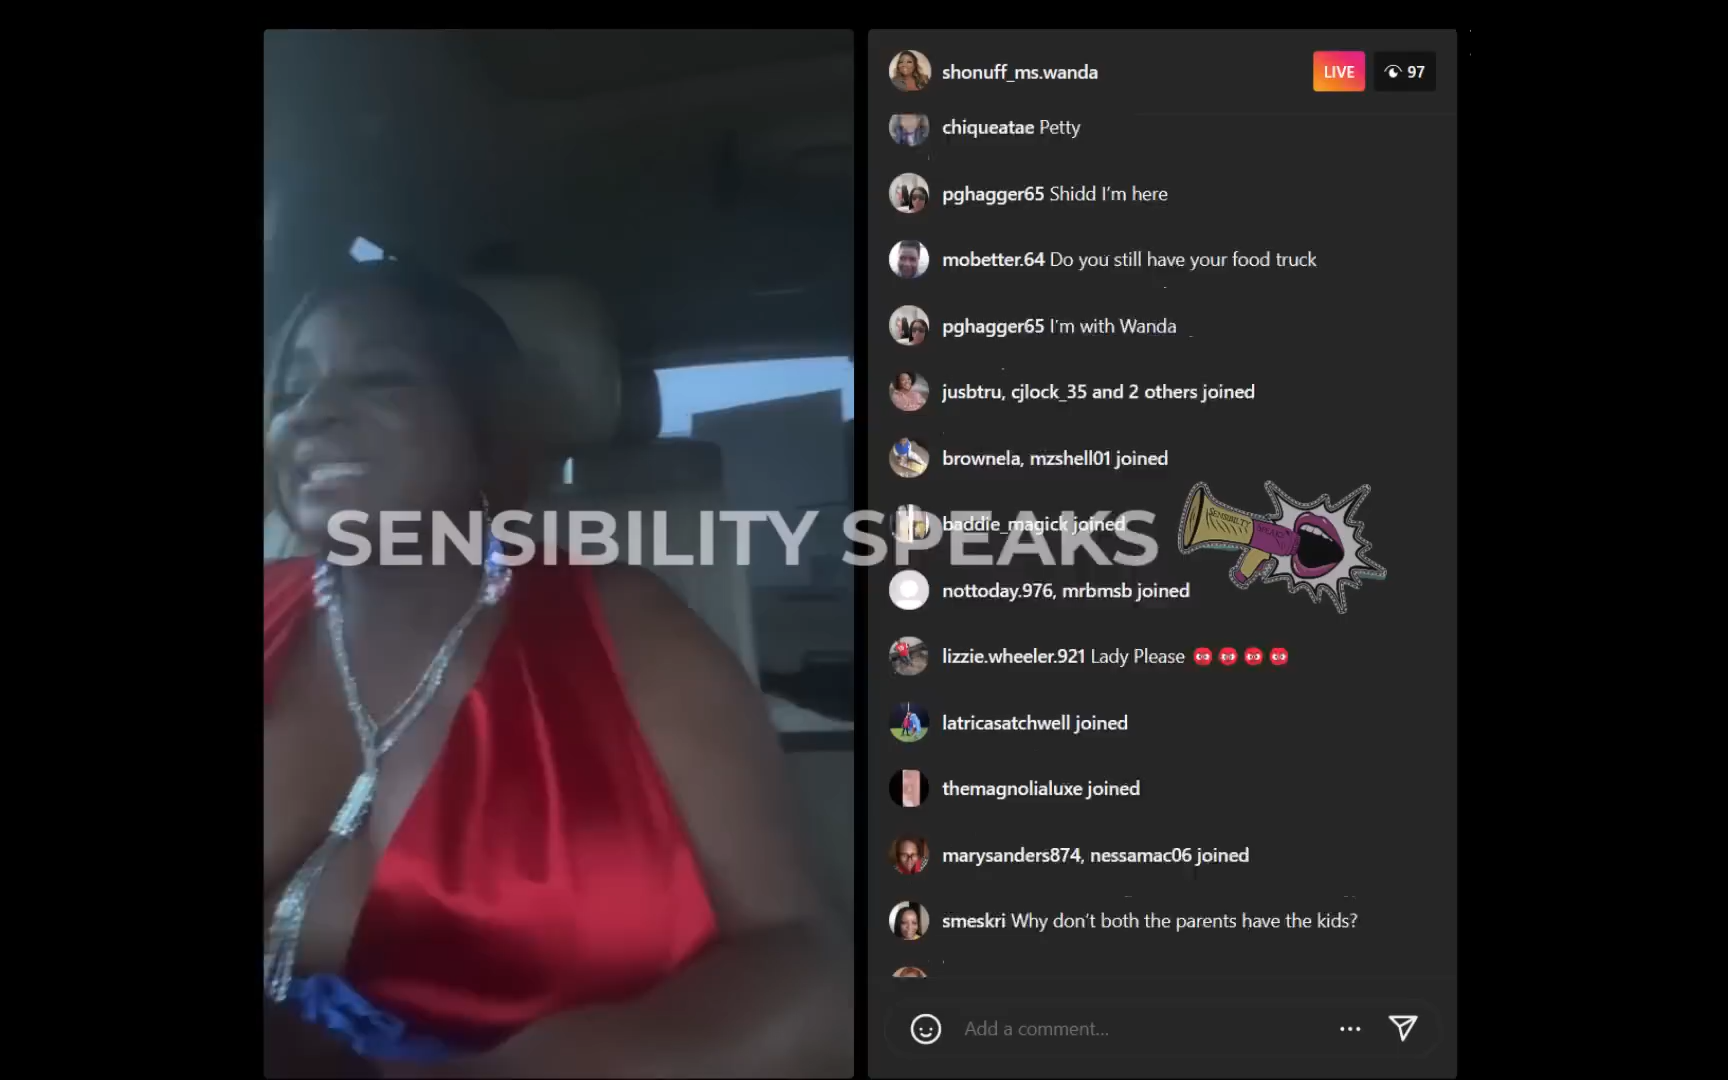 shonuff_ms.wanda
LIVE
97
chiqueatae Petty
pghagger65 Shidd I'm here
mobetter.64 Do you still have your food truck
pghagger65 I'm with Wanda
jusbtru, cjlock_35 and 2 others joined
brownela, mzshell01 joined
baddie_magick joined
SENSIBILITY SPEAKS
SENSIBILITY SPEAKS
nottoday.976, mrbmsb joined
lizzie.wheeler.921 Lady Please
latricasatchwell joined
themagnolialuxe joined
marysanders874, nessamac06 joined
smeskri Why don't both the parents have the kids?
Add a comment...